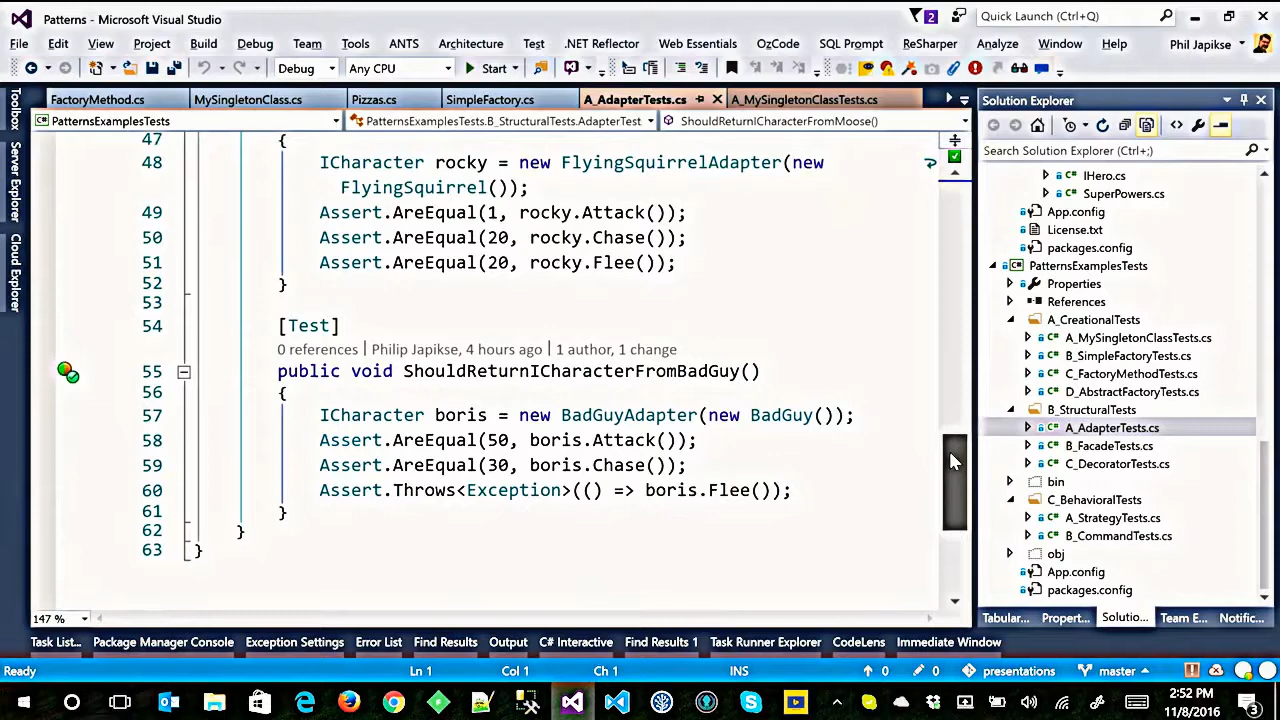 Patterns - Microsoft Visual Studio
2
Quick Launch (Ctrl+Q)
File Edit View Project Build Debug Team Tools ANTS Architecture Test .NET Reflector Web Essentials OzCode SQL Prompt ReSharper Analyze Window Help
Phil Japikse
Debug Any CPU Start
Toolbox
Server Explorer
Cloud Explorer
FactoryMethod.cs MySingletonClass.cs Pizzas.cs SimpleFactory.cs A_AdapterTests.cs A_MySingletonClassTests.cs
PatternsExamplesTests PatternsExamplesTests.B_StructuralTests.AdapterTest ShouldReturnICharacterFromMoose()
47 {
48 ICharacter rocky = new FlyingSquirrelAdapter(new
FlyingSquirrel());
49 Assert.AreEqual(1, rocky.Attack());
50 Assert.AreEqual(20, rocky.Chase());
51 Assert.AreEqual(20, rocky.Flee());
52 }
53
54 [Test]
0 references | Philip Japikse, 4 hours ago | 1 author, 1 change
55 public void ShouldReturnICharacterFromBadGuy()
56 {
57 ICharacter boris = new BadGuyAdapter(new BadGuy());
58 Assert.AreEqual(50, boris.Attack());
59 Assert.AreEqual(30, boris.Chase());
60 Assert.Throws<Exception>(() => boris.Flee());
61 }
62 }
63 }
147 %
Solution Explorer
Search Solution Explorer (Ctrl+;)
C# IHero.cs
C# SuperPowers.cs
App.config
License.txt
packages.config
C# PatternsExamplesTests
Properties
References
A_CreationalTests
C# A_MySingletonClassTests.cs
C# B_SimpleFactoryTests.cs
C# C_FactoryMethodTests.cs
C# D_AbstractFactoryTests.cs
B_StructuralTests
C# A_AdapterTests.cs
C# B_FacadeTests.cs
C# C_DecoratorTests.cs
bin
C_BehavioralTests
C# A_StrategyTests.cs
C# B_CommandTests.cs
obj
App.config
packages.config
Tabular... Propert... Solutio... Team E... Notific...
Task List... Package Manager Console Exception Settings Error List Find Results Output C# Interactive Find Results 1 Task Runner Explorer CodeLens Immediate Window
Ready Ln 1 Col 1 Ch 1 INS 0 0 presentations master
2:52 PM
11/8/2016
3